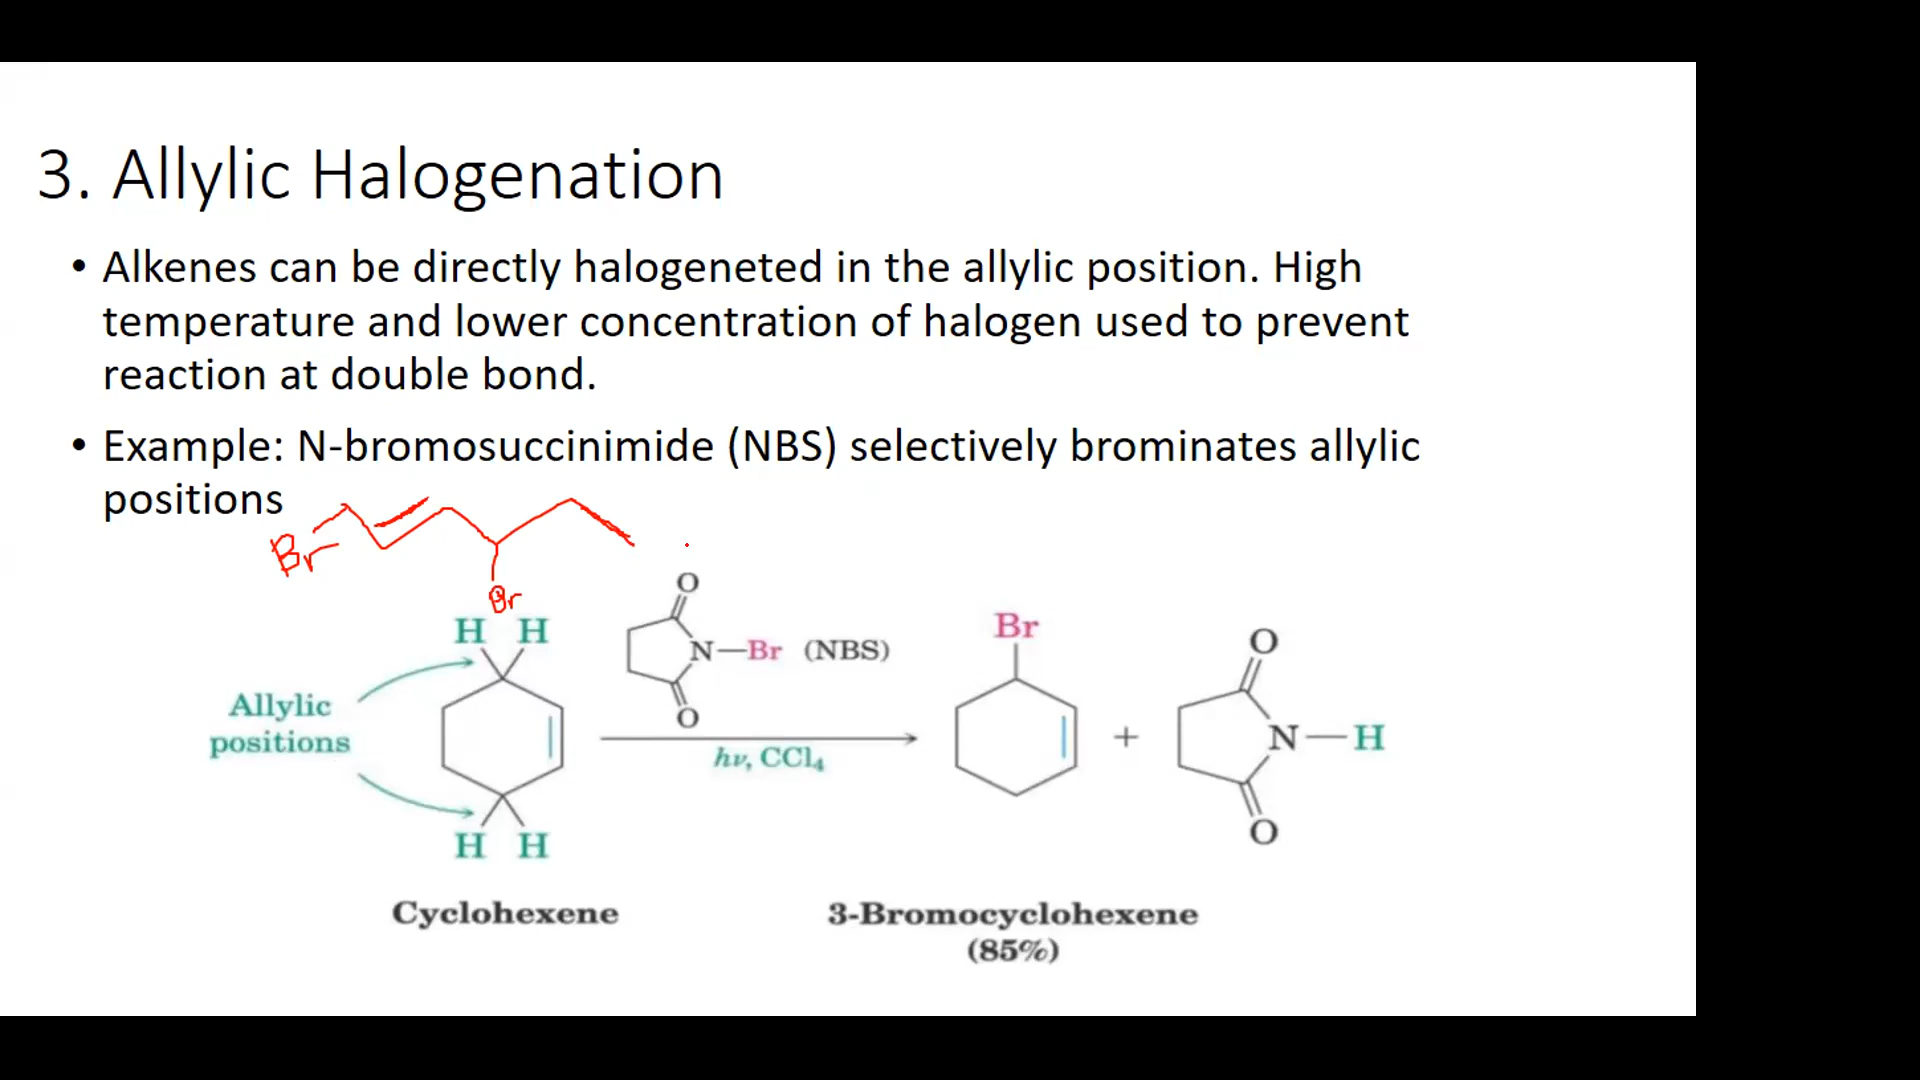 3. Allylic Halogenation
• Alkenes can be directly halogeneted in the allylic position. High
temperature and lower concentration of halogen used to prevent
reaction at double bond.
• Example: N-bromosuccinimide (NBS) selectively brominates allylic
positions
Br
Br
H H
O
N—Br (NBS)
O
hν, CCl₄
Allylic
positions
H H
Br
+
O
N—H
O
Cyclohexene
3-Bromocyclohexene
(85%)